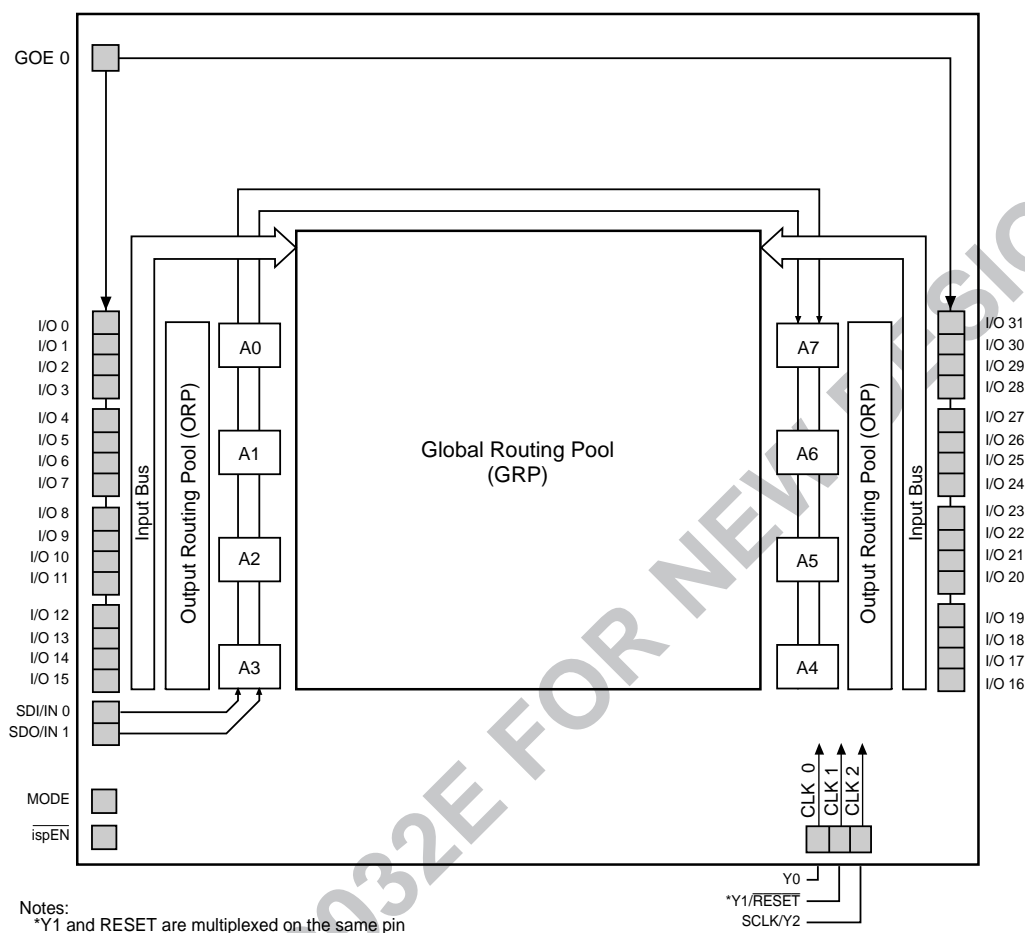 GOE 0
I/O 0
I/O 1
I/O 2
I/O 3
I/O 4
I/O 5
I/O 6
I/O 7
I/O 8
I/O 9
I/O 10
I/O 11
I/O 12
I/O 13
I/O 14
I/O 15
SDI/IN 0
SDO/IN 1
MODE
ispEN
Input Bus
Output Routing Pool (ORP)
A0
A1
A2
A3
Global Routing Pool
(GRP)
A7
A6
A5
A4
Output Routing Pool (ORP)
Input Bus
I/O 31
I/O 30
I/O 29
I/O 28
I/O 27
I/O 26
I/O 25
I/O 24
I/O 23
I/O 22
I/O 21
I/O 20
I/O 19
I/O 18
I/O 17
I/O 16
CLK 0
CLK 1
CLK 2
Y0
*Y1/RESET
SCLK/Y2
Notes:
*Y1 and RESET are multiplexed on the same pin
032E FOR NEW DESIG